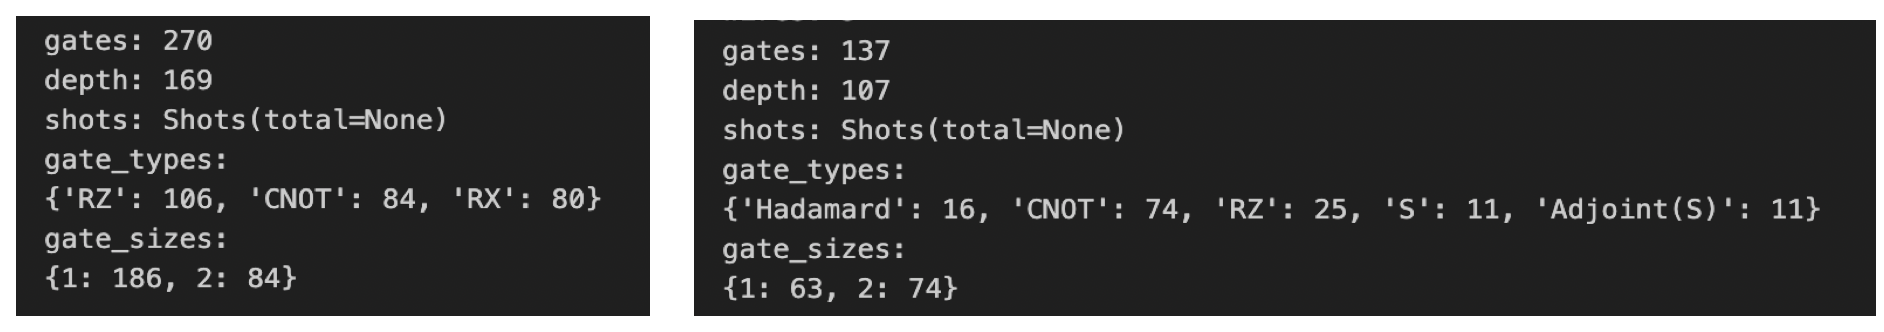 gates: 270
depth: 169
shots: Shots(total=None)
gate_types:
{'RZ': 106, 'CNOT': 84, 'RX': 80}
gate_sizes:
{1: 186, 2: 84}
gates: 137
depth: 107
shots: Shots(total=None)
gate_types:
{'Hadamard': 16, 'CNOT': 74, 'RZ': 25, 'S': 11, 'Adjoint(S)': 11}
gate_sizes:
{1: 63, 2: 74}